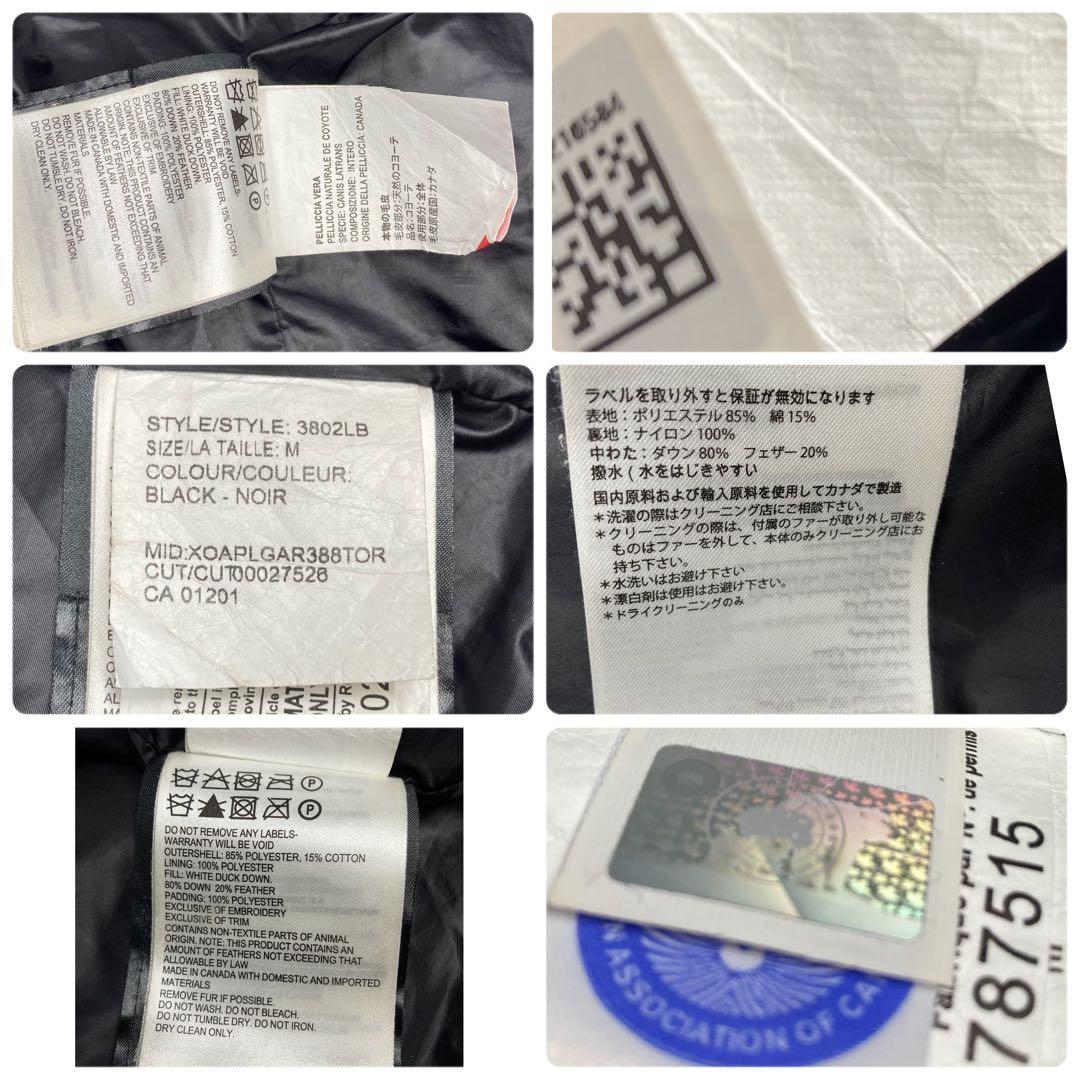 DO NOT REMOVE ANY LABELS-
WARRANTY WILL BE VOID
OUTERSHELL: 85% POLYESTER, 15% COTTON
LINING: 100% POLYESTER
FILL: WHITE DUCK DOWN.
80% DOWN 20% FEATHER
PADDING: 100% POLYESTER
EXCLUSIVE OF EMBROIDERY
EXCLUSIVE OF TRIM
CONTAINS NON-TEXTILE PARTS OF ANIMAL
ORIGIN. NOTE: THIS PRODUCT CONTAINS AN
AMOUNT OF FEATHERS NOT EXCEEDING THAT
ALLOWABLE BY LAW
MADE IN CANADA WITH DOMESTIC AND IMPORTED
MATERIALS
REMOVE FUR IF POSSIBLE.
DO NOT WASH. DO NOT BLEACH.
DO NOT TUMBLE DRY. DO NOT IRON.
DRY CLEAN ONLY.
PELLICCIA VERA
PELLICCIA NATURALE DE COYOTE
SPECIE: CANIS LATRANS
COMPOSIZIONE: INTERO
ORIGINE DELLA PELLICCIA: CANADA
本物の毛皮
毛皮部分:天然のコヨーテ
品名:コヨーテ
使用部分:全体
毛皮原産国:カナダ
16584
STYLE/STYLE: 3802LB
SIZE/LA TAILLE: M
COLOUR/COULEUR:
BLACK - NOIR
MID:XOAPLGAR388TOR
CUT/CUT00027526
CA 01201
ラベルを取り外すと保証が無効になります
表地:ポリエステル 85% 綿 15%
裏地:ナイロン 100%
中わた:ダウン 80% フェザー 20%
撥水 ( 水をはじきやすい
国内原料および輸入原料を使用してカナダで製造
*洗濯の際はクリーニング店にご相談下さい。
*クリーニングの際は、付属のファーが取り外し可能な
ものはファーを外して、本体のみクリーニング店にお
持ち下さい。
*水洗いはお避け下さい
*漂白剤は使用はお避け下さい。
*ドライクリーニングのみ
P
P
DO NOT REMOVE ANY LABELS-
WARRANTY WILL BE VOID
OUTERSHELL: 85% POLYESTER, 15% COTTON
LINING: 100% POLYESTER
FILL: WHITE DUCK DOWN.
80% DOWN 20% FEATHER
PADDING: 100% POLYESTER
EXCLUSIVE OF EMBROIDERY
EXCLUSIVE OF TRIM
CONTAINS NON-TEXTILE PARTS OF ANIMAL
ORIGIN. NOTE: THIS PRODUCT CONTAINS AN
AMOUNT OF FEATHERS NOT EXCEEDING THAT
ALLOWABLE BY LAW
MADE IN CANADA WITH DOMESTIC AND IMPORTED
MATERIALS
REMOVE FUR IF POSSIBLE.
DO NOT WASH. DO NOT BLEACH.
DO NOT TUMBLE DRY. DO NOT IRON.
DRY CLEAN ONLY.
ASSOCIATION OF CA
par Nº. de permis
787515